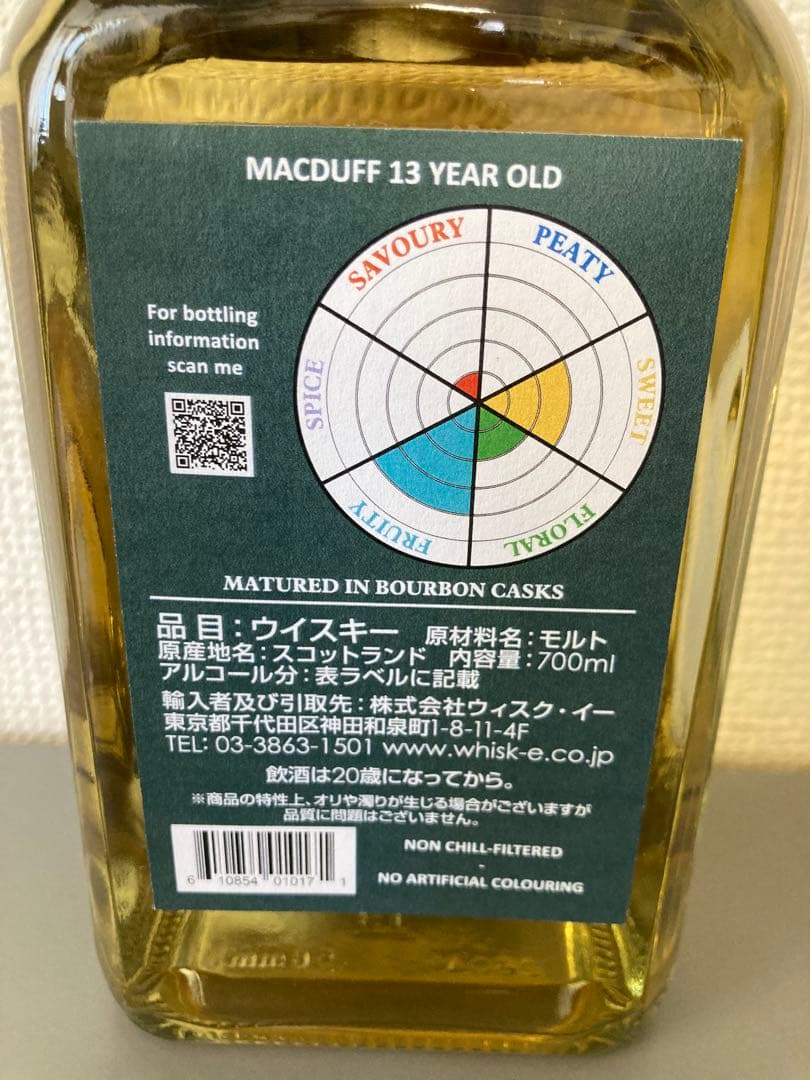 MACDUFF 13 YEAR OLD
SAVOURY
PEATY
For bottling
information
scan me
SPICE
SWEET
FRUITY
FLORAL
MATURED IN BOURBON CASKS
品目:ウイスキー 原材料名:モルト
原産地名:スコットランド 内容量:700ml
アルコール分:表ラベルに記載
輸入者及び引取先:株式会社ウィスク・イー
東京都千代田区神田和泉町1-8-11-4F
TEL: 03-3863-1501 www.whisk-e.co.jp
飲酒は20歳になってから。
※商品の特性上、オリや濁りが生じる場合がございますが
品質に問題はございません。
NON CHILL-FILTERED
-
NO ARTIFICIAL COLOURING
6 10854 01017 1